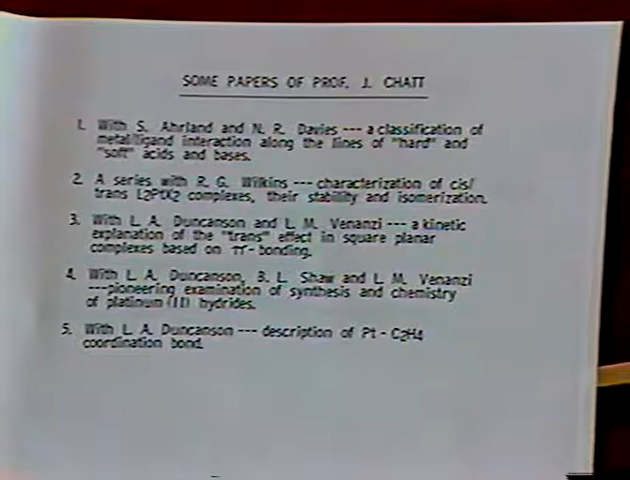 SOME PAPERS OF PROF. J. CHATT
1. With S. Ahrland and N. R. Davies --- a classification of
metal/ligand interaction along the lines of "hard" and
"soft" acids and bases.
2. A series with R. G. Wilkins --- characterization of cis/
trans L2PtX2 complexes, their stability and isomerization.
3. With L. A. Duncanson and L. M. Venanzi --- a kinetic
explanation of the "trans" effect in square planar
complexes based on π-bonding.
4. With L. A. Duncanson, B. L. Shaw and L. M. Venanzi
---pioneering examination of synthesis and chemistry
of platinum (II) hydrides.
5. With L. A. Duncanson --- description of Pt - C2H4
coordination bond.